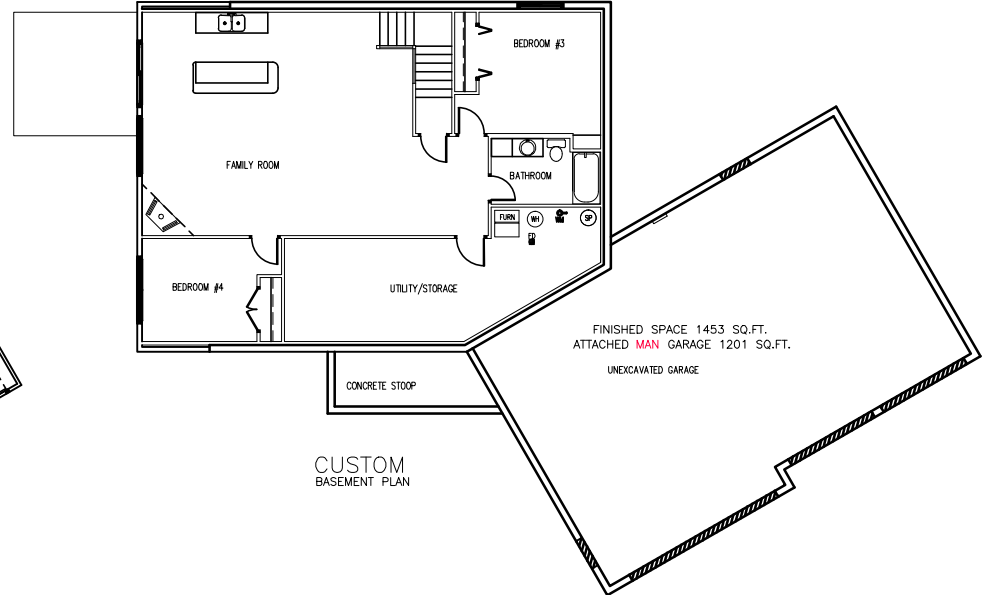 BEDROOM #3
FAMILY ROOM
BATHROOM
FURN
WH
WM
SP
FD
BEDROOM #4
UTILITY/STORAGE
FINISHED SPACE 1453 SQ.FT.
ATTACHED MAN GARAGE 1201 SQ.FT.
UNEXCAVATED GARAGE
CONCRETE STOOP
CUSTOM
BASEMENT PLAN